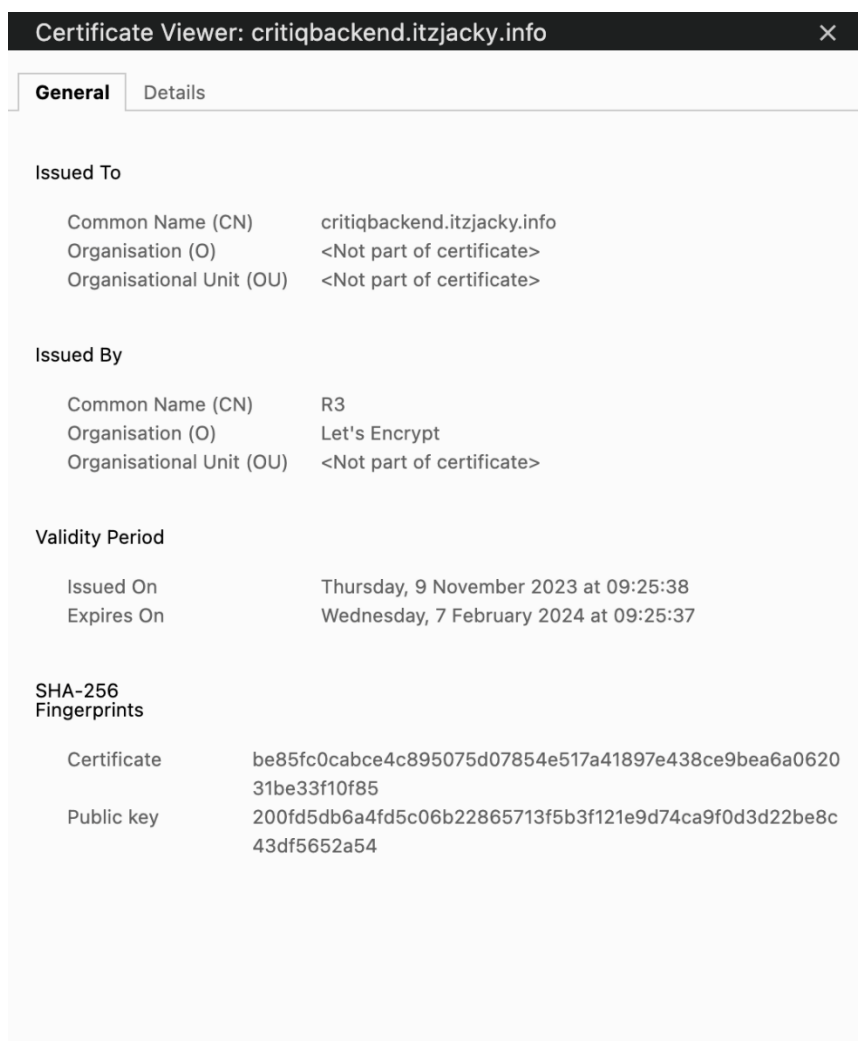 Certificate Viewer: critiqbackend.itzjacky.info ×
General Details
Issued To
Common Name (CN) critiqbackend.itzjacky.info
Organisation (O) <Not part of certificate>
Organisational Unit (OU) <Not part of certificate>
Issued By
Common Name (CN) R3
Organisation (O) Let's Encrypt
Organisational Unit (OU) <Not part of certificate>
Validity Period
Issued On Thursday, 9 November 2023 at 09:25:38
Expires On Wednesday, 7 February 2024 at 09:25:37
SHA-256
Fingerprints
Certificate be85fc0cabce4c895075d07854e517a41897e438ce9bea6a0620
31be33f10f85
Public key 200fd5db6a4fd5c06b22865713f5b3f121e9d74ca9f0d3d22be8c
43df5652a54